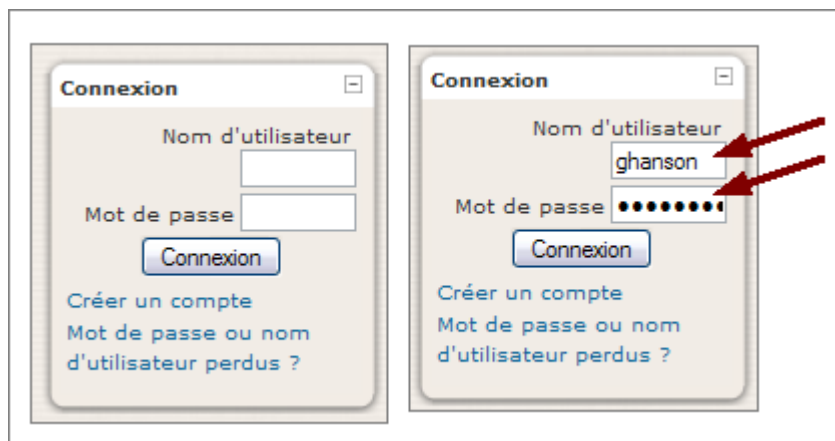 Connexion
Nom d'utilisateur
Mot de passe
Connexion
Créer un compte
Mot de passe ou nom
d'utilisateur perdus ?
Connexion
Nom d'utilisateur
ghanson
Mot de passe ••••••••
Connexion
Créer un compte
Mot de passe ou nom
d'utilisateur perdus ?